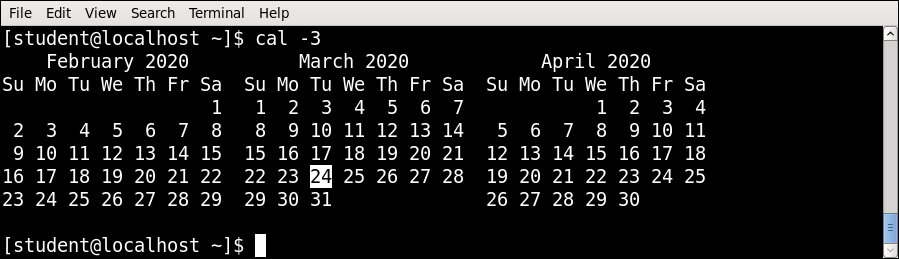 File Edit View Search Terminal Help
[student@localhost ~]$ cal -3
    February 2020          March 2020            April 2020
Su Mo Tu We Th Fr Sa  Su Mo Tu We Th Fr Sa  Su Mo Tu We Th Fr Sa
                   1   1  2  3  4  5  6  7            1  2  3  4
 2  3  4  5  6  7  8   8  9 10 11 12 13 14   5  6  7  8  9 10 11
 9 10 11 12 13 14 15  15 16 17 18 19 20 21  12 13 14 15 16 17 18
16 17 18 19 20 21 22  22 23 24 25 26 27 28  19 20 21 22 23 24 25
23 24 25 26 27 28 29  29 30 31              26 27 28 29 30
[student@localhost ~]$